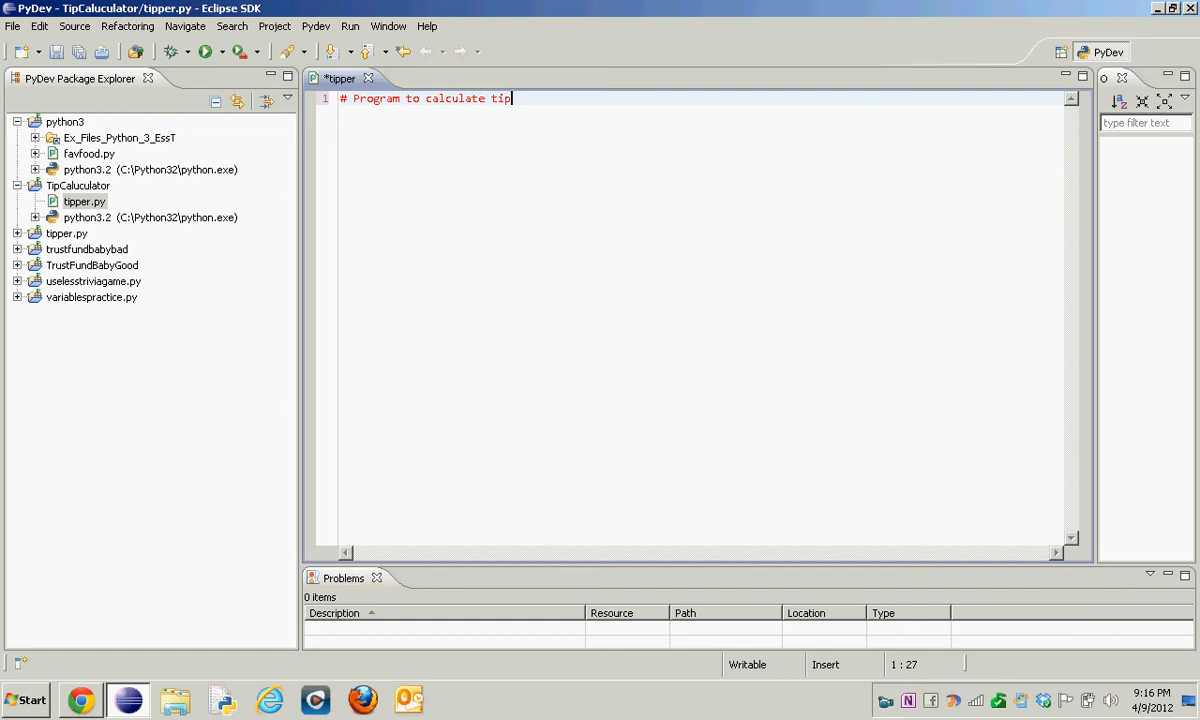 PyDev - TipCaluculator/tipper.py - Eclipse SDK
File Edit Source Refactoring Navigate Search Project Pydev Run Window Help
PyDev
PyDev Package Explorer
*tipper
1 # Program to calculate tip
type filter text
python3
Ex_Files_Python_3_EssT
favfood.py
python3.2 (C:\Python32\python.exe)
TipCaluculator
tipper.py
python3.2 (C:\Python32\python.exe)
tipper.py
trustfundbabybad
TrustFundBabyGood
uselesstriviagame.py
variablespractice.py
Problems
0 items
Description Resource Path Location Type
Writable Insert 1 : 27
Start
9:16 PM
4/9/2012